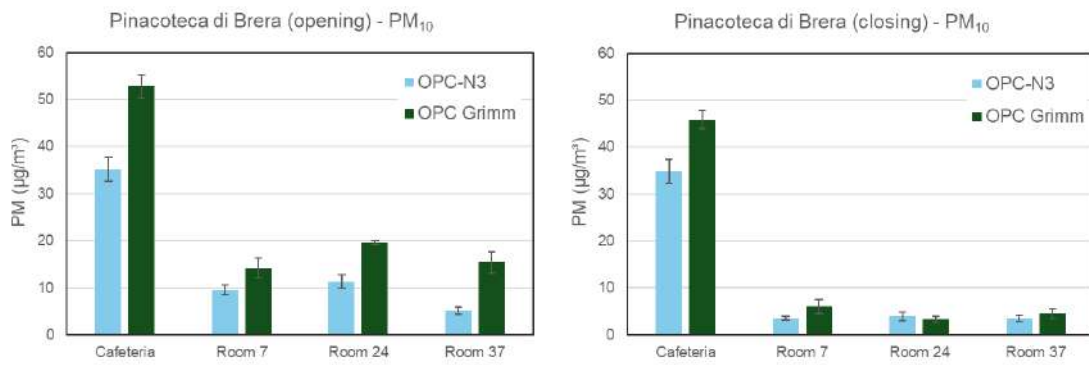 Pinacoteca di Brera (opening) - PM₁₀
60
50
40
30
20
10
0
PM (µg/m³)
OPC-N3
OPC Grimm
Cafeteria Room 7 Room 24 Room 37
Pinacoteca di Brera (closing) - PM₁₀
60
50
40
30
20
10
0
PM (µg/m³)
OPC-N3
OPC Grimm
Cafeteria Room 7 Room 24 Room 37